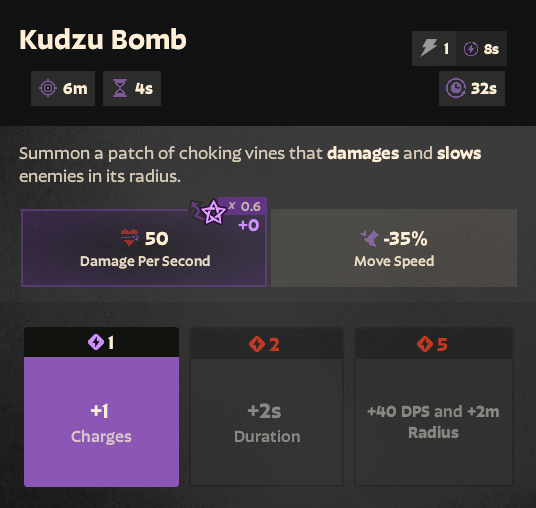 Kudzu Bomb
1
8s
6m
4s
32s
Summon a patch of choking vines that damages and slows
enemies in its radius.
x 0.6
+0
50
Damage Per Second
-35%
Move Speed
1
+1
Charges
2
+2s
Duration
5
+40 DPS and +2m
Radius